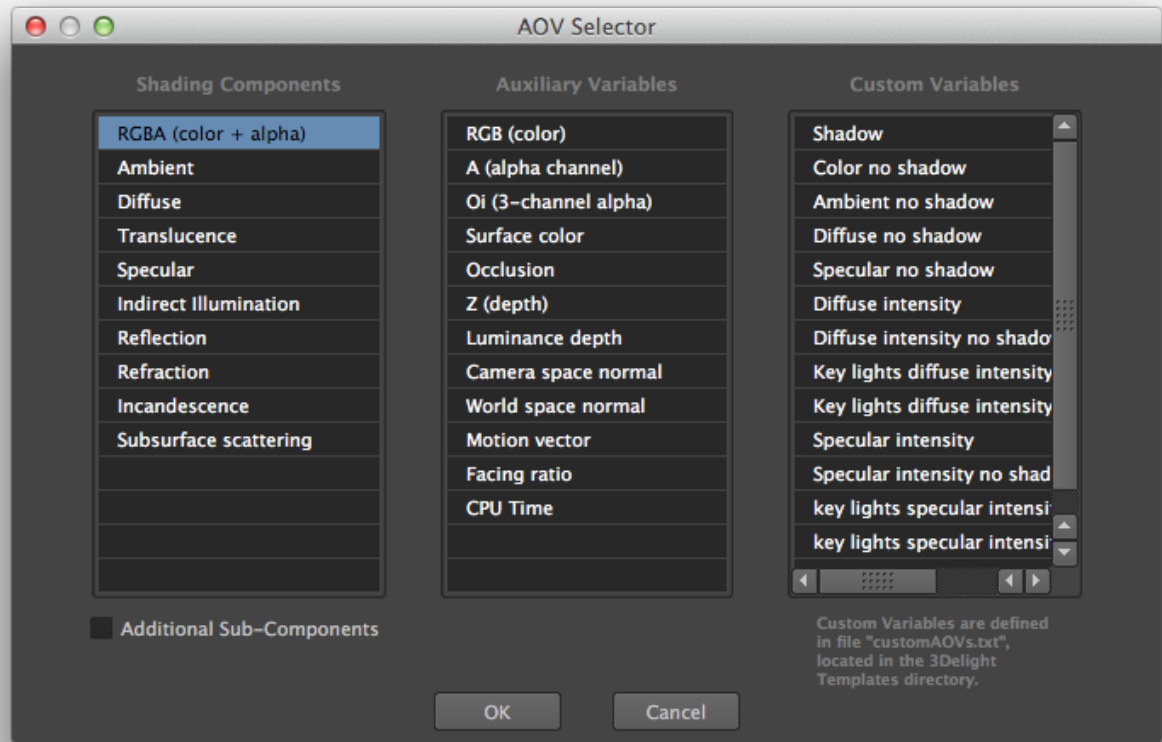 AOV Selector
Shading Components
RGBA (color + alpha)
Ambient
Diffuse
Translucence
Specular
Indirect Illumination
Reflection
Refraction
Incandescence
Subsurface scattering
Additional Sub-Components
Auxiliary Variables
RGB (color)
A (alpha channel)
Oi (3-channel alpha)
Surface color
Occlusion
Z (depth)
Luminance depth
Camera space normal
World space normal
Motion vector
Facing ratio
CPU Time
Custom Variables
Shadow
Color no shadow
Ambient no shadow
Diffuse no shadow
Specular no shadow
Diffuse intensity
Diffuse intensity no shado
Key lights diffuse intensity
Key lights diffuse intensity
Specular intensity
Specular intensity no shad
key lights specular intensi
key lights specular intensi
Custom Variables are defined
in file "customAOVs.txt",
located in the 3Delight
Templates directory.
OK
Cancel